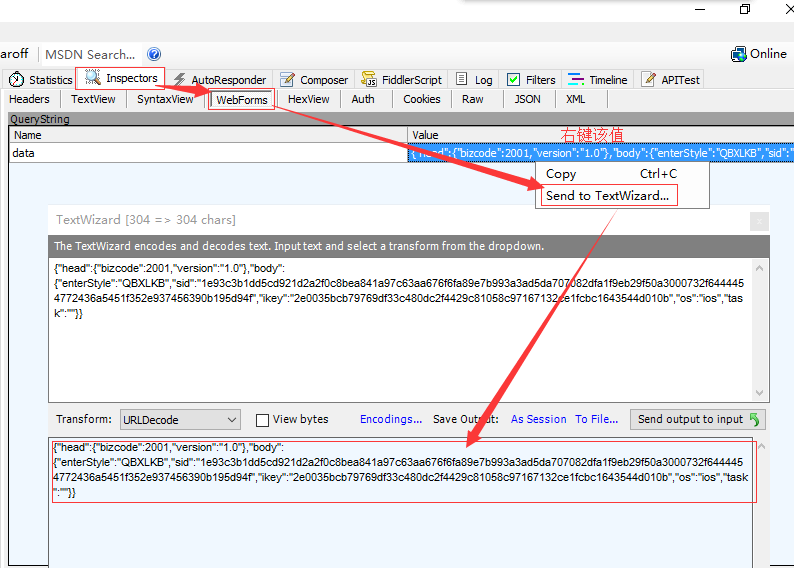 aroff MSDN Search... Online
Statistics Inspectors AutoResponder Composer FiddlerScript Log Filters Timeline APITest
Headers TextView SyntaxView WebForms HexView Auth Cookies Raw JSON XML
QueryString
Name Value 右键该值
data {"head":{"bizcode":2001,"version":"1.0"},"body":{"enterStyle":"QBXLKB","sid":"
Copy Ctrl+C
Send to TextWizard...
TextWizard [304 => 304 chars]
The TextWizard encodes and decodes text. Input text and select a transform from the dropdown.
{"head":{"bizcode":2001,"version":"1.0"},"body":
{"enterStyle":"QBXLKB","sid":"1e93c3b1dd5cd921d2a2f0c8bea841a97c63aa676f6fa89e7b993a3ad5da707082dfa1f9eb29f50a3000732f644445
4772436a5451f352e937456390b195d94f","ikey":"2e0035bcb79769df33c480dc2f4429c81058c97167132ce1fcbc1643544d010b","os":"ios","tas
k":""}}
Transform: URLDecode View bytes Encodings... Save Output: As Session To File... Send output to input
{"head":{"bizcode":2001,"version":"1.0"},"body":
{"enterStyle":"QBXLKB","sid":"1e93c3b1dd5cd921d2a2f0c8bea841a97c63aa676f6fa89e7b993a3ad5da707082dfa1f9eb29f50a3000732f644445
4772436a5451f352e937456390b195d94f","ikey":"2e0035bcb79769df33c480dc2f4429c81058c97167132ce1fcbc1643544d010b","os":"ios","task
":""}}